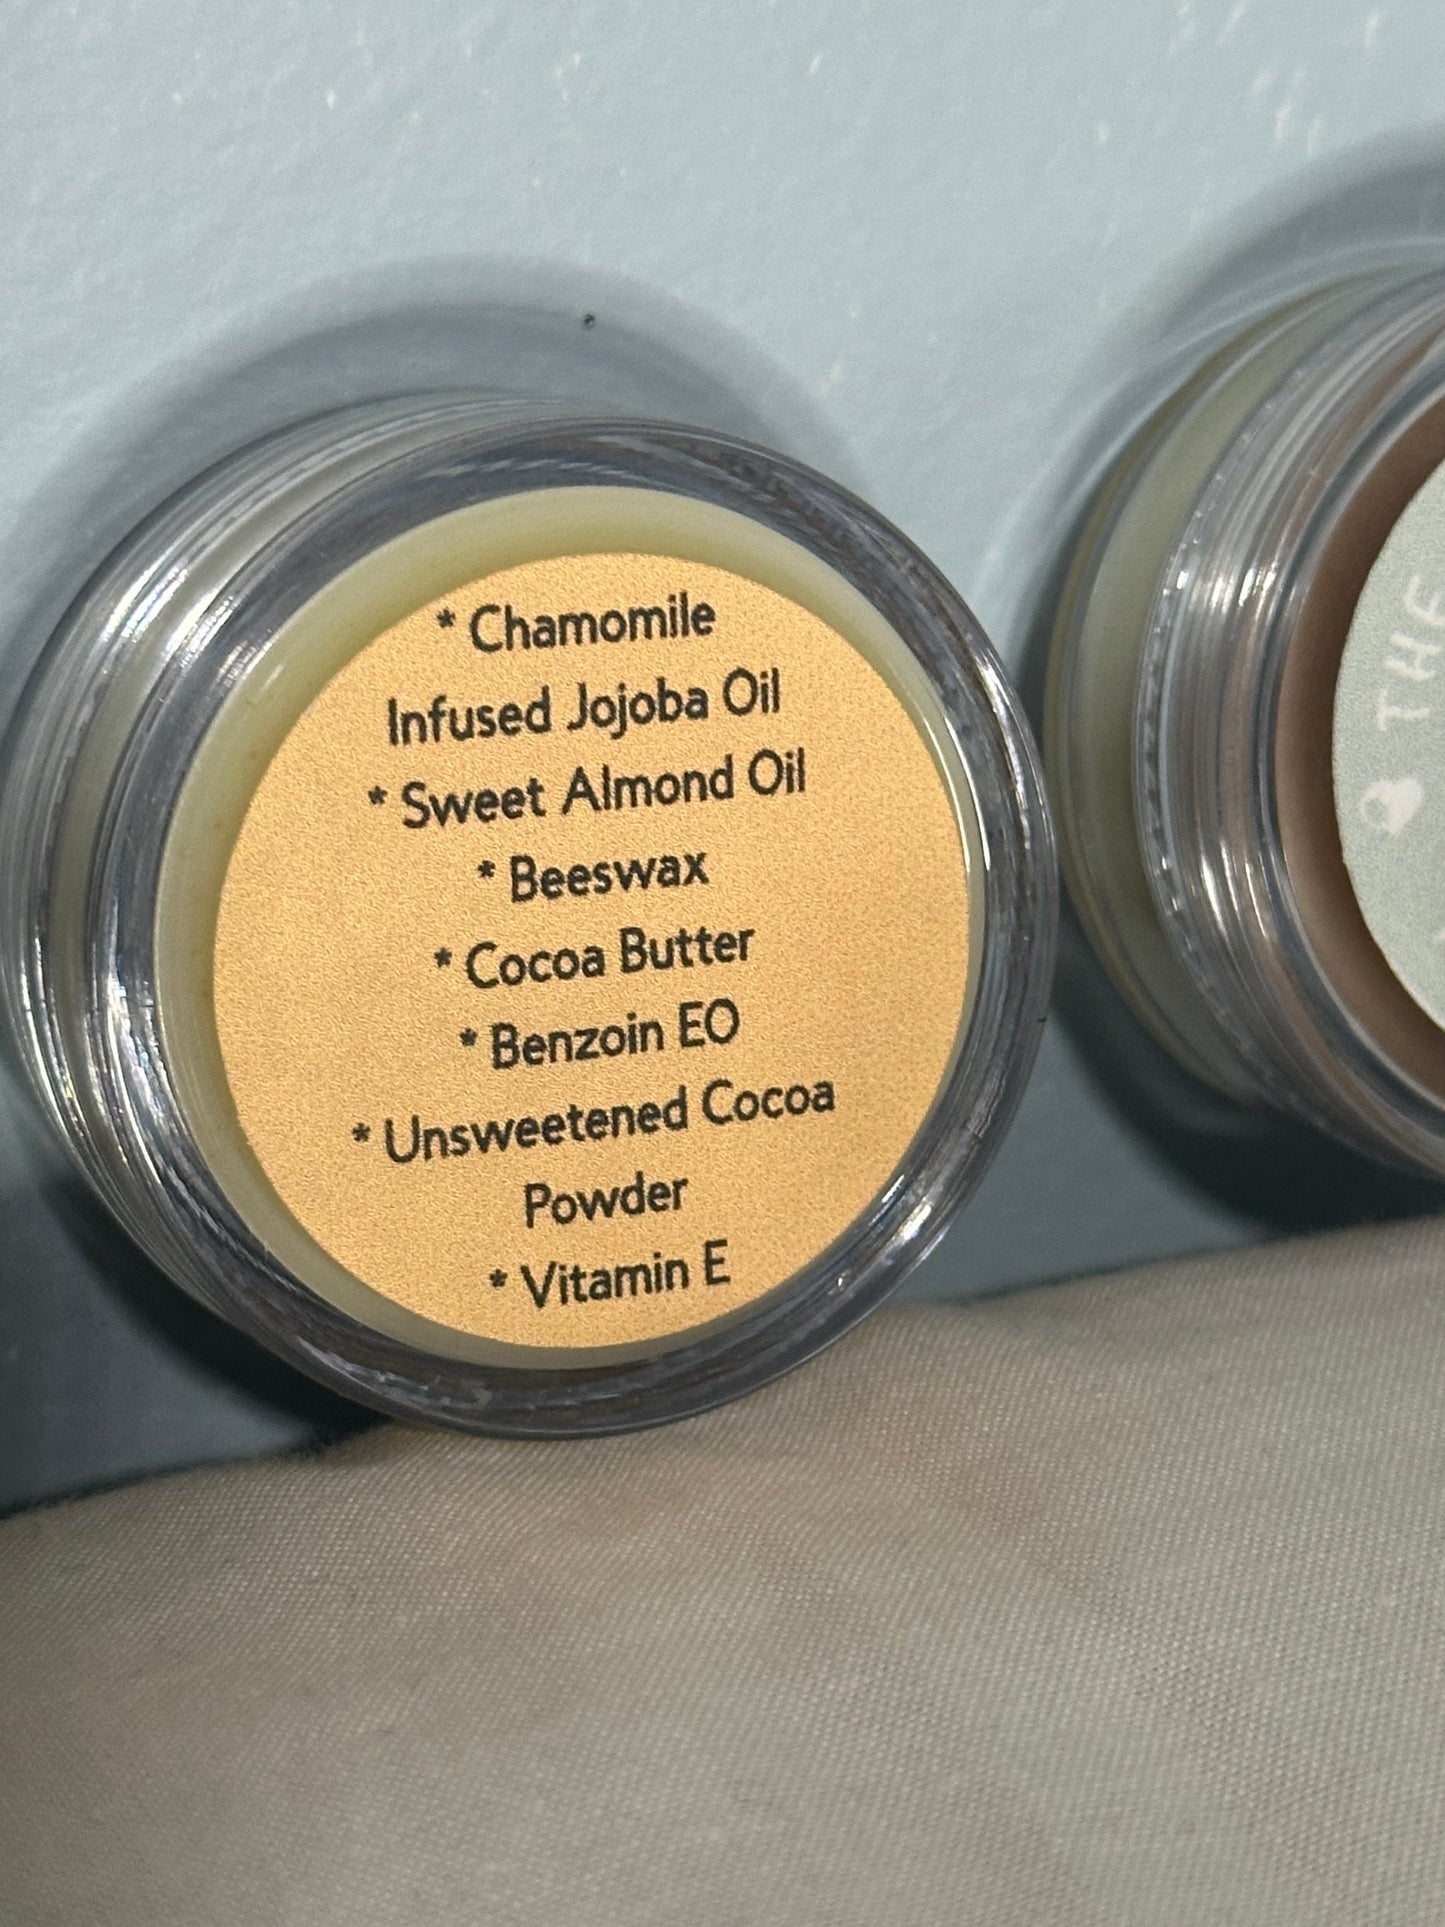 * Chamomile
Infused Jojoba Oil
* Sweet Almond Oil
* Beeswax
* Cocoa Butter
* Benzoin EO
* Unsweetened Cocoa
Powder
* Vitamin E
THE